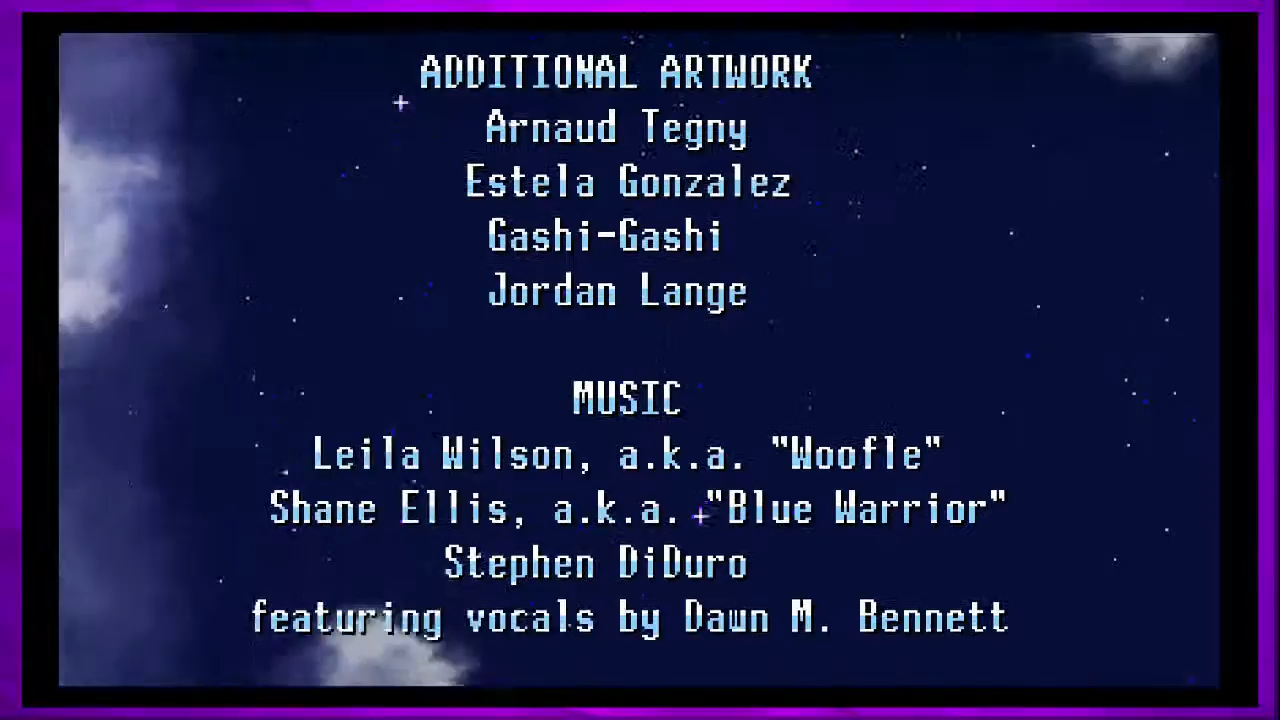 ADDITIONAL ARTWORK
Arnaud Tegny
Estela Gonzalez
Gashi-Gashi
Jordan Lange
MUSIC
Leila Wilson, a.k.a. "Woofle"
Shane Ellis, a.k.a. "Blue Warrior"
Stephen DiDuro
featuring vocals by Dawn M. Bennett